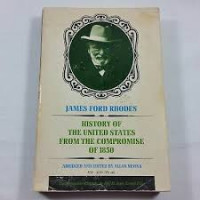 JAMES FORD RHODES
HISTORY OF
THE UNITED STATES
FROM THE COMPROMISE
OF 1850
ABRIDGED AND EDITED BY ALLAN NEVINS